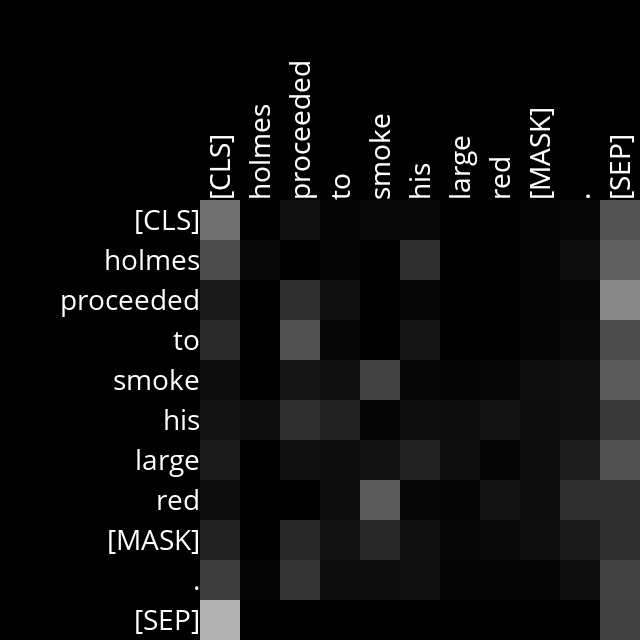 [CLS]
holmes
proceeded
to
smoke
his
large
red
[MASK]
.
[SEP]
[CLS]
holmes
proceeded
to
smoke
his
large
red
[MASK]
.
[SEP]